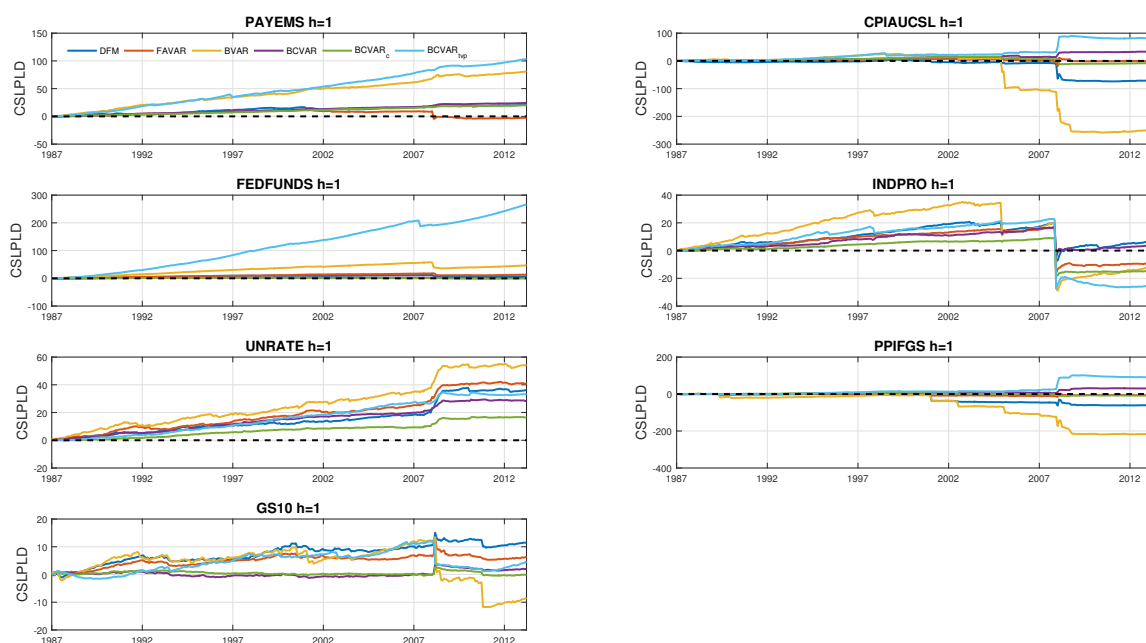 PAYEMS h=1
CSLPLD
150
100
50
0
-50
DFM FAVAR BVAR BCVAR BCVARc BCVARtvp
1987 1992 1997 2002 2007 2012
CPIAUCSL h=1
CSLPLD
100
0
-100
-200
-300
1987 1992 1997 2002 2007 2012
FEDFUNDS h=1
CSLPLD
300
200
100
0
-100
1987 1992 1997 2002 2007 2012
INDPRO h=1
CSLPLD
40
20
0
-20
-40
1987 1992 1997 2002 2007 2012
UNRATE h=1
CSLPLD
60
40
20
0
-20
1987 1992 1997 2002 2007 2012
PPIFGS h=1
CSLPLD
200
0
-200
-400
1987 1992 1997 2002 2007 2012
GS10 h=1
CSLPLD
20
10
0
-10
-20
1987 1992 1997 2002 2007 2012